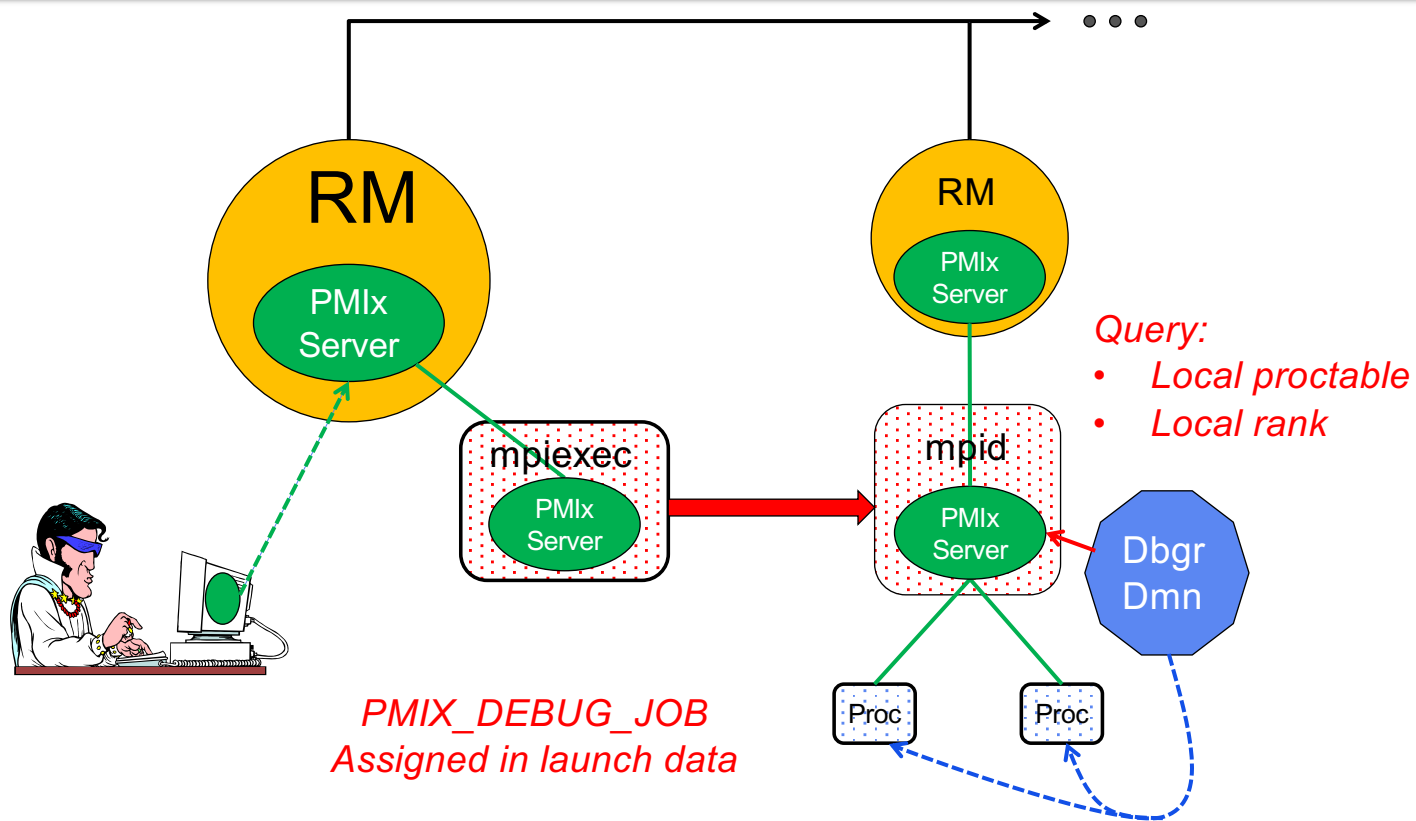 RM
PMIx
Server
RM
PMIx
Server
Query:
• Local proctable
• Local rank
mpiexec
PMIx
Server
mpid
PMIx
Server
Dbgr
Dmn
Proc
Proc
PMIX_DEBUG_JOB
Assigned in launch data